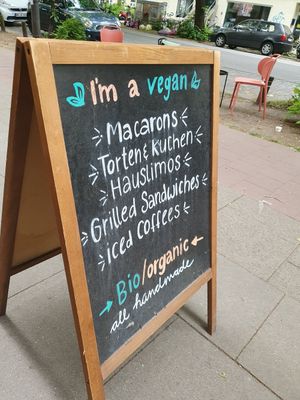 I'm a vegan
Macarons
Torten & Kuchen
Hauslimos
Grilled Sandwiches
iced coffees
Bio/organic
all handmade